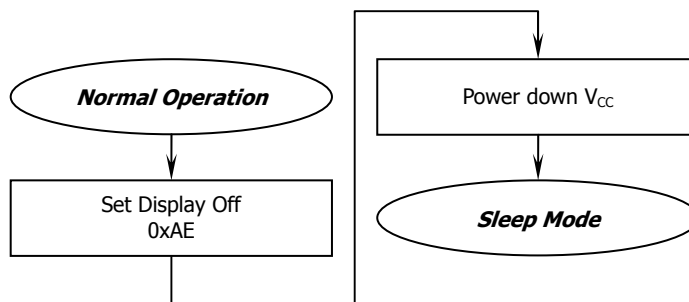 Normal Operation
Set Display Off
0xAE
Power down VCC
Sleep Mode